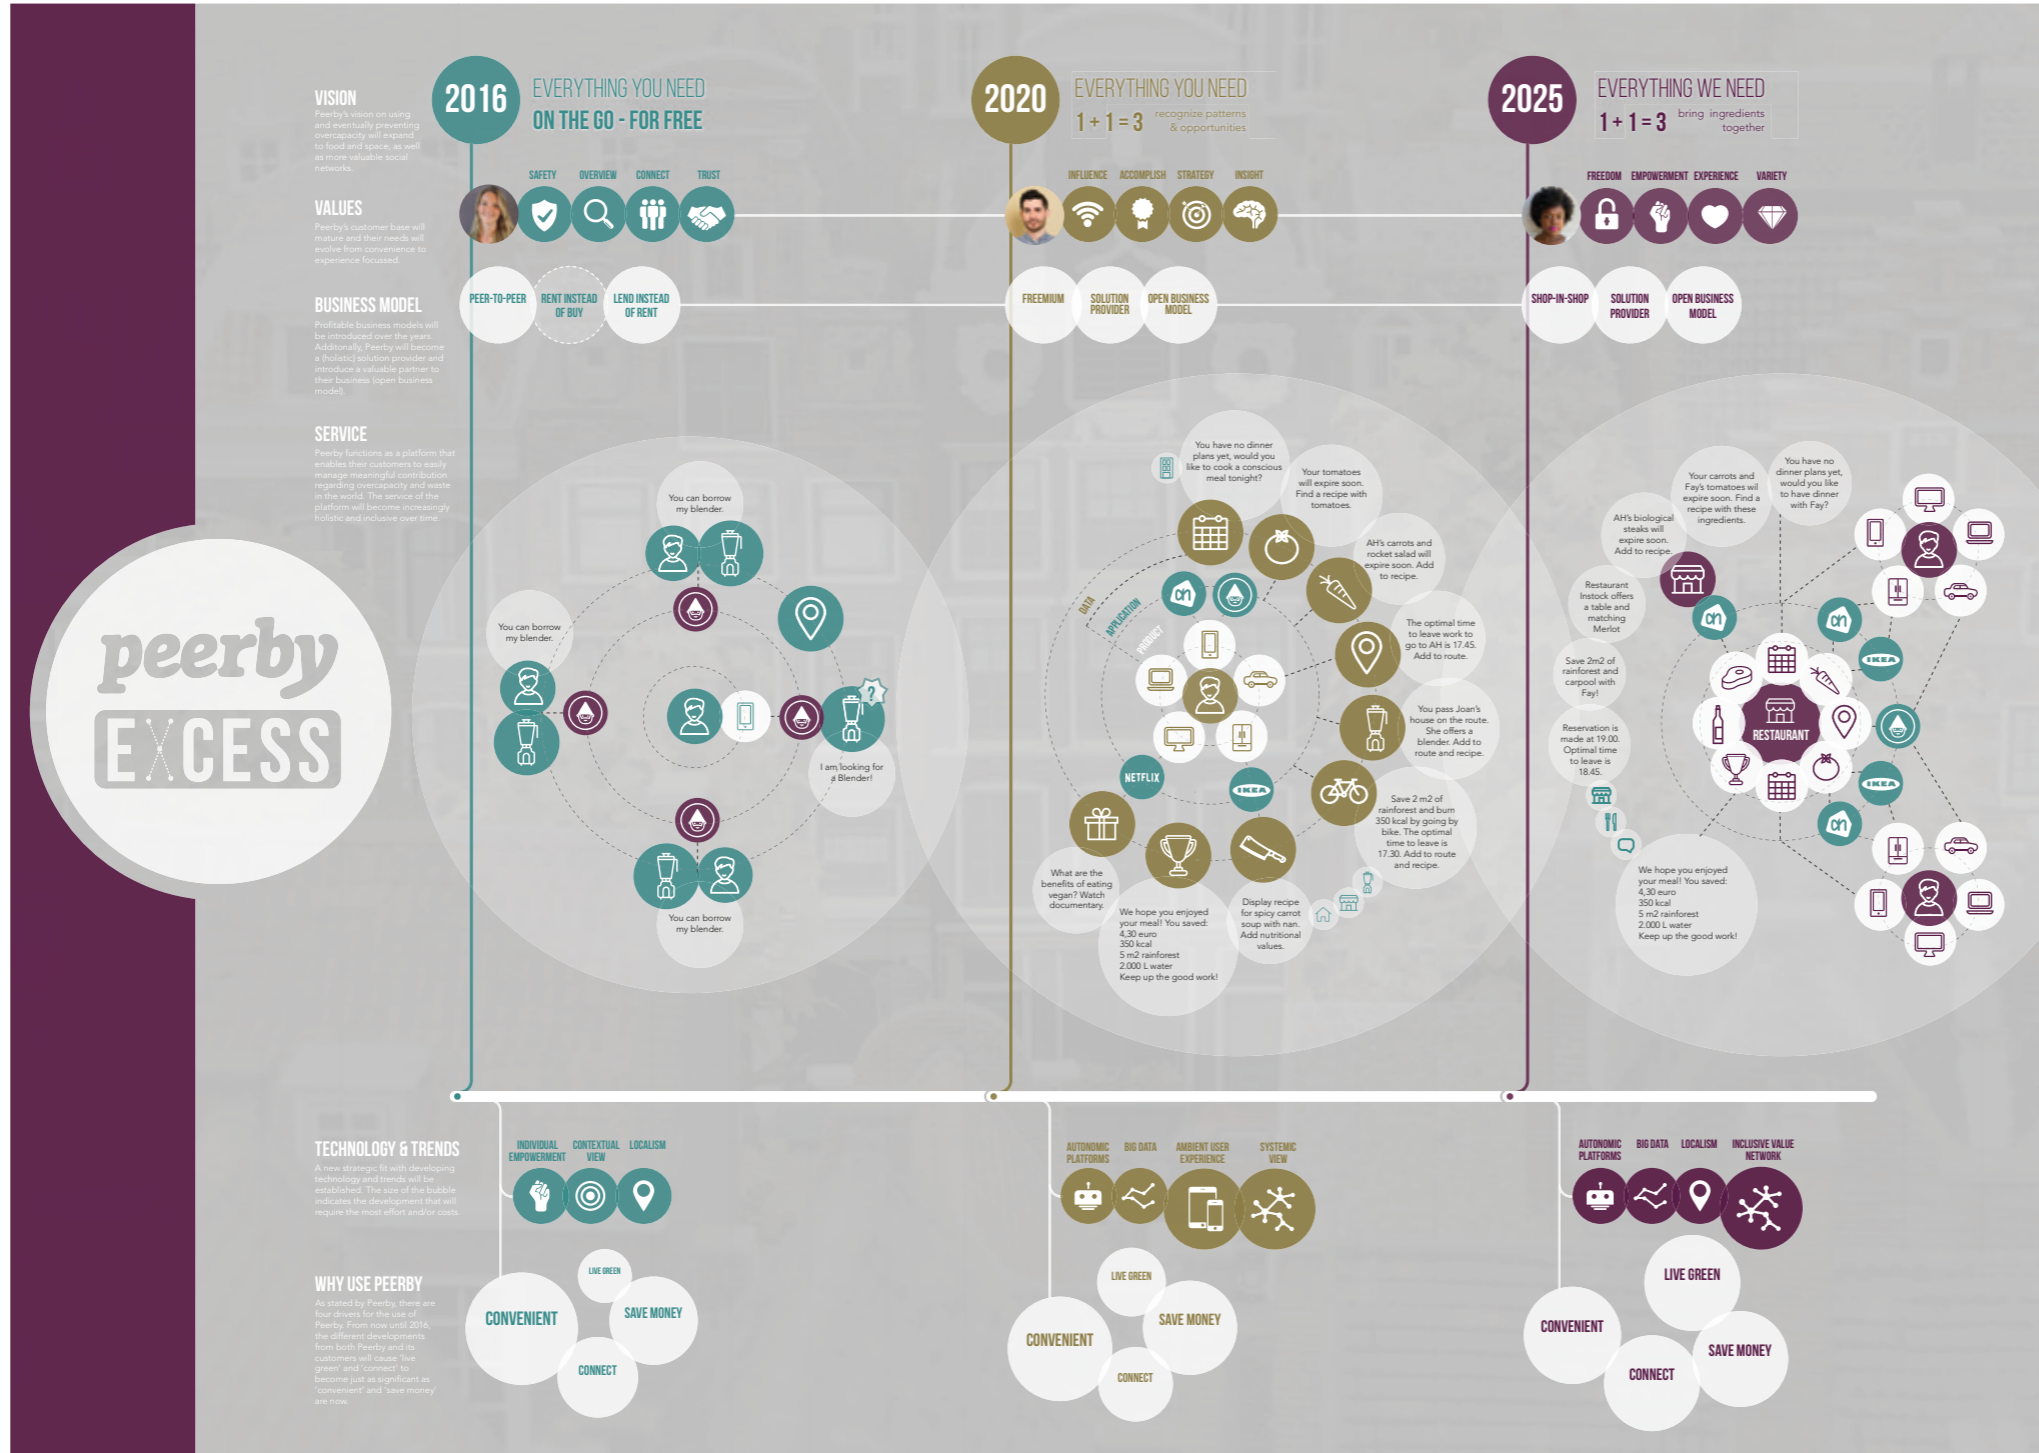 peerby
EXCESS
VISION
Peerby's vision on using
and eventually preventing
overcapacity will expand
to food and space, as well
as more valuable social
networks.
VALUES
Peerby's customer base will
mature and their needs will
evolve from convenience to
experience focussed.
BUSINESS MODEL
Profitable business models will
be introduced over the years.
Additonally, Peerby will become
a (holistic) solution provider and
introduce a valuable partner to
their business (open business
model).
SERVICE
Peerby functions as a platform that
enables their customers to easily
manage meaningful contribution
regarding overcapacity and waste
in the world. The service of the
platform will become increasingly
holistic and inclusive over time.
2016
EVERYTHING YOU NEED
ON THE GO - FOR FREE
SAFETY
OVERVIEW
CONNECT
TRUST
PEER-TO-PEER
RENT INSTEAD
OF BUY
LEND INSTEAD
OF RENT
You can borrow
my blender.
You can borrow
my blender.
?
I am looking for
a Blender!
You can borrow
my blender.
2020
EVERYTHING YOU NEED
1 + 1 = 3
recognize patterns
& opportunities
INFLUENCE
ACCOMPLISH
STRATEGY
INSIGHT
FREEMIUM
SOLUTION
PROVIDER
OPEN BUSINESS
MODEL
You have no dinner
plans yet, would you
like to cook a conscious
meal tonight?
Your tomatoes
will expire soon.
Find a recipe with
tomatoes.
AH's carrots and
rocket salad will
expire soon. Add
to recipe.
The optimal time
to leave work to
go to AH is 17.45.
Add to route.
You pass Joan's
house on the route.
She offers a
blender. Add to
route and recipe.
Save 2 m2 of
rainforest and burn
350 kcal by going by
bike. The optimal
time to leave is
17.30. Add to route
and recipe.
Display recipe
for spicy carrot
soup with nan.
Add nutritional
values.
We hope you enjoyed
your meal! You saved:
4,30 euro
350 kcal
5 m2 rainforest
2.000 L water
Keep up the good work!
What are the
benefits of eating
vegan? Watch
documentary.
DATA
APPLICATION
PRODUCT
NETFLIX
IKEA
2025
EVERYTHING WE NEED
1 + 1 = 3
bring ingredients
together
FREEDOM
EMPOWERMENT
EXPERIENCE
VARIETY
SHOP-IN-SHOP
SOLUTION
PROVIDER
OPEN BUSINESS
MODEL
You have no
dinner plans yet,
would you like
to have dinner
with Fay?
Your carrots and
Fay's tomatoes wil
expire soon. Find a
recipe with these
ingredients.
AH's biological
steaks will
expire soon.
Add to recipe.
Restaurant
Instock offers
a table and
matching
Merlot
Save 2m2 of
rainforest and
carpool with
Fay!
Reservation is
made at 19.00.
Optimal time
to leave is
18.45.
We hope you enjoyed
your meal! You saved:
4,30 euro
350 kcal
5 m2 rainforest
2.000 L water
Keep up the good work!
RESTAURANT
IKEA
IKEA
TECHNOLOGY & TRENDS
A new strategic fit with developing
technology and trends will be
established. The size of the bubble
indicates the development that will
require the most effort and/or costs.
INDIVIDUAL
EMPOWERMENT
CONTEXTUAL
VIEW
LOCALISM
AUTONOMIC
PLATFORMS
BIG DATA
AMBIENT USER
EXPERIENCE
SYSTEMIC
VIEW
AUTONOMIC
PLATFORMS
BIG DATA
LOCALISM
INCLUSIVE VALUE
NETWORK
WHY USE PEERBY
As stated by Peerby, there are
four drivers for the use of
Peerby. From now until 2016,
the different developments
from both Peerby and its
customers will cause 'live
green' and 'connect' to
become just as significant as
'convenient' and 'save money'
are now.
CONVENIENT
LIVE GREEN
SAVE MONEY
CONNECT
CONVENIENT
LIVE GREEN
SAVE MONEY
CONNECT
CONVENIENT
LIVE GREEN
SAVE MONEY
CONNECT